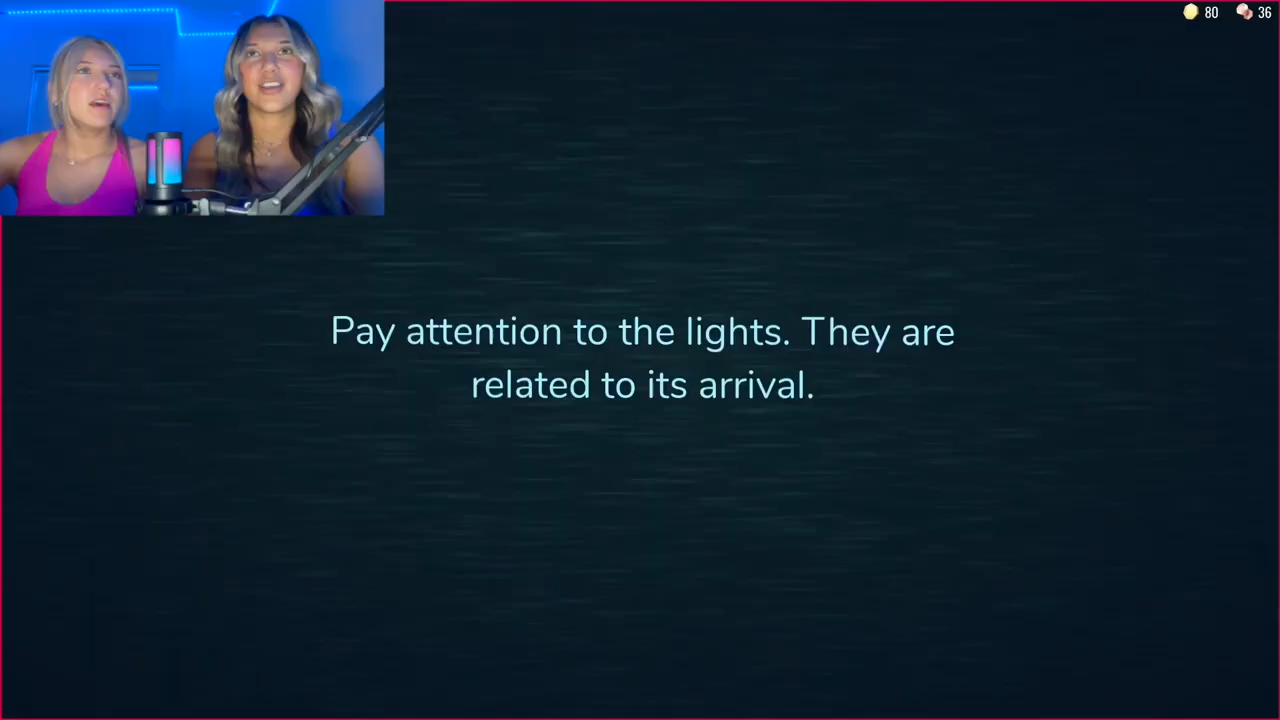 80 36
Pay attention to the lights. They are
related to its arrival.